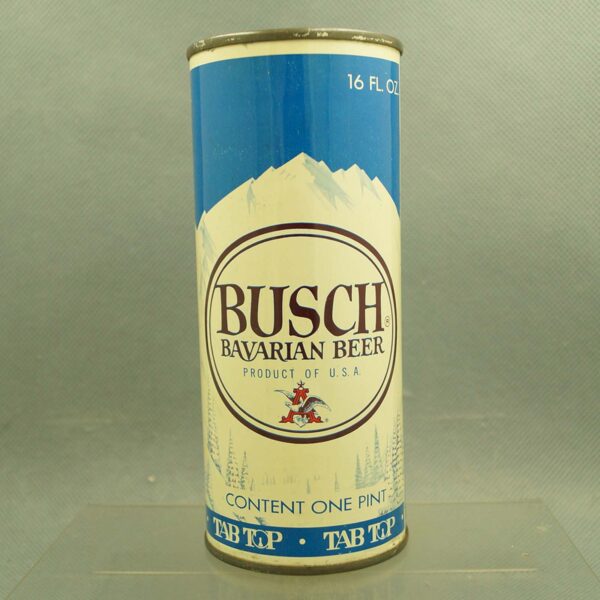 16 FL. OZ.
BUSCH®
BAVARIAN BEER
PRODUCT OF U.S.A.
A
®
CONTENT ONE PINT
• TAB TOP • TAB TOP •